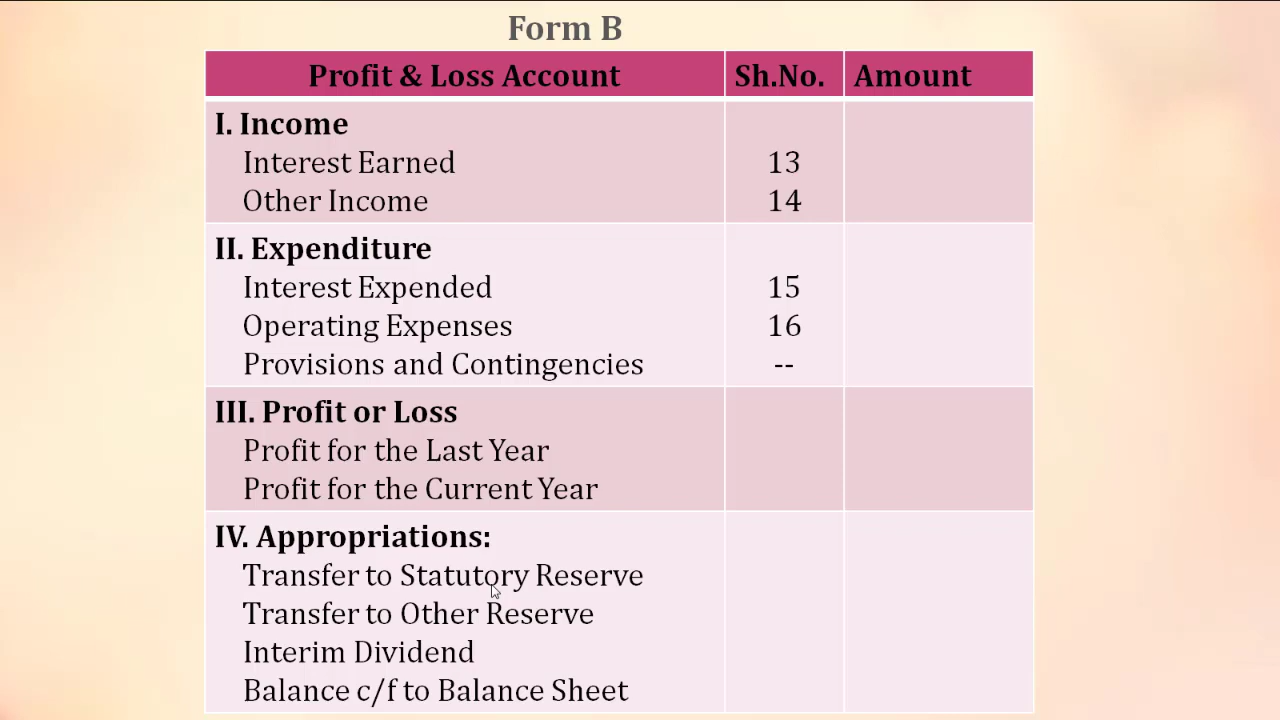 Form B
Profit & Loss Account Sh.No. Amount
I. Income
Interest Earned 13
Other Income 14
II. Expenditure
Interest Expended 15
Operating Expenses 16
Provisions and Contingencies --
III. Profit or Loss
Profit for the Last Year
Profit for the Current Year
IV. Appropriations:
Transfer to Statutory Reserve
Transfer to Other Reserve
Interim Dividend
Balance c/f to Balance Sheet